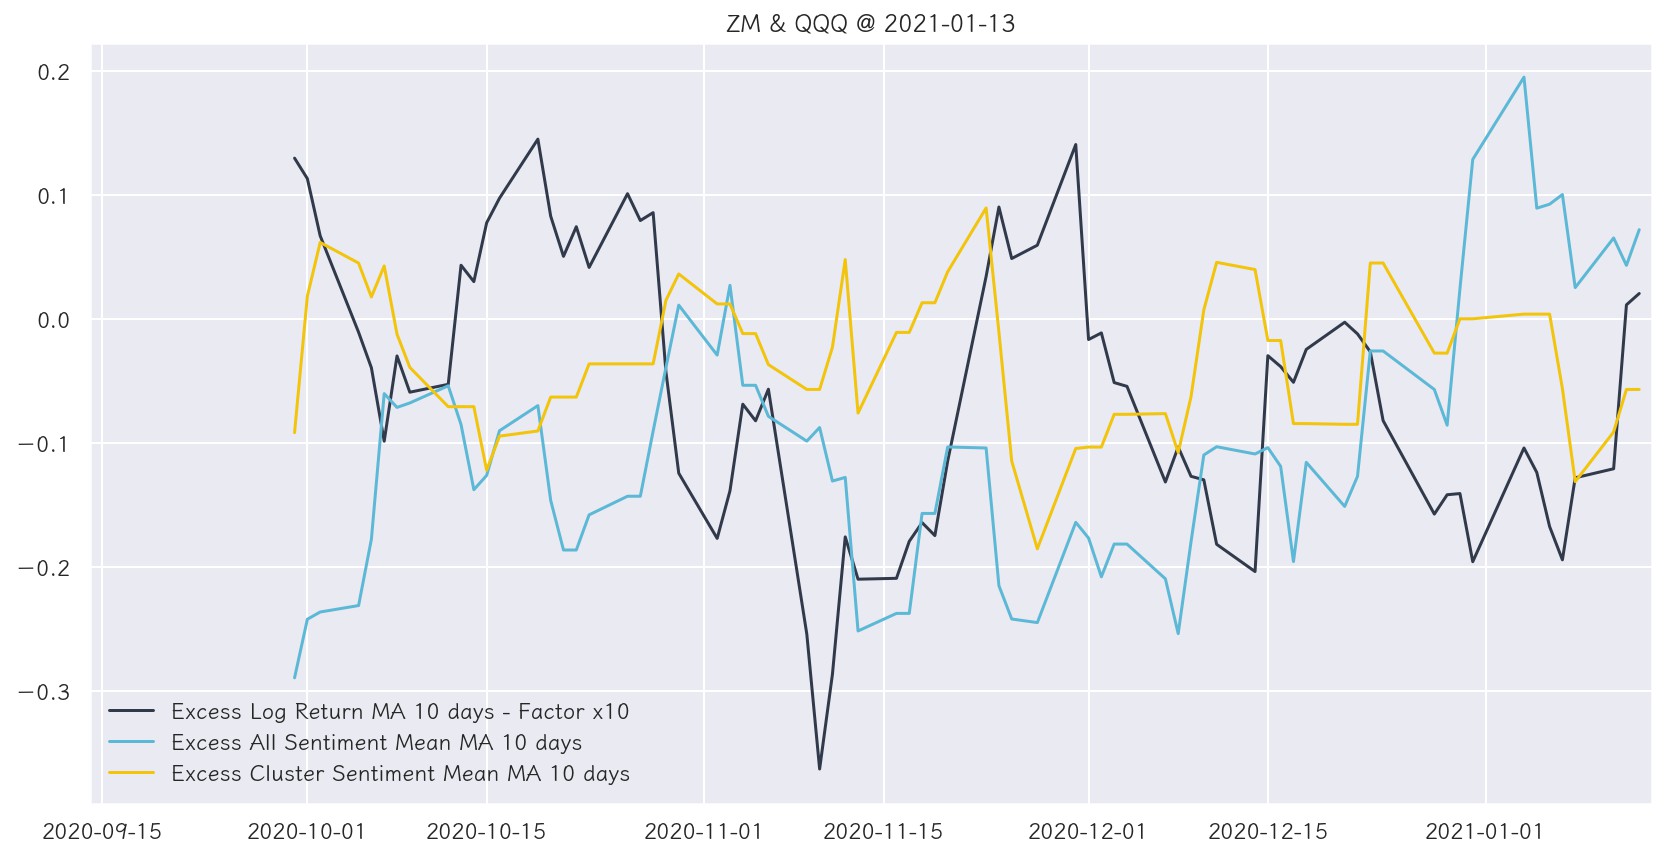 ZM & QQQ @ 2021-01-13
0.2
0.1
0.0
−0.1
−0.2
−0.3
Excess Log Return MA 10 days - Factor x10
Excess All Sentiment Mean MA 10 days
Excess Cluster Sentiment Mean MA 10 days
2020-09-15 2020-10-01 2020-10-15 2020-11-01 2020-11-15 2020-12-01 2020-12-15 2021-01-01